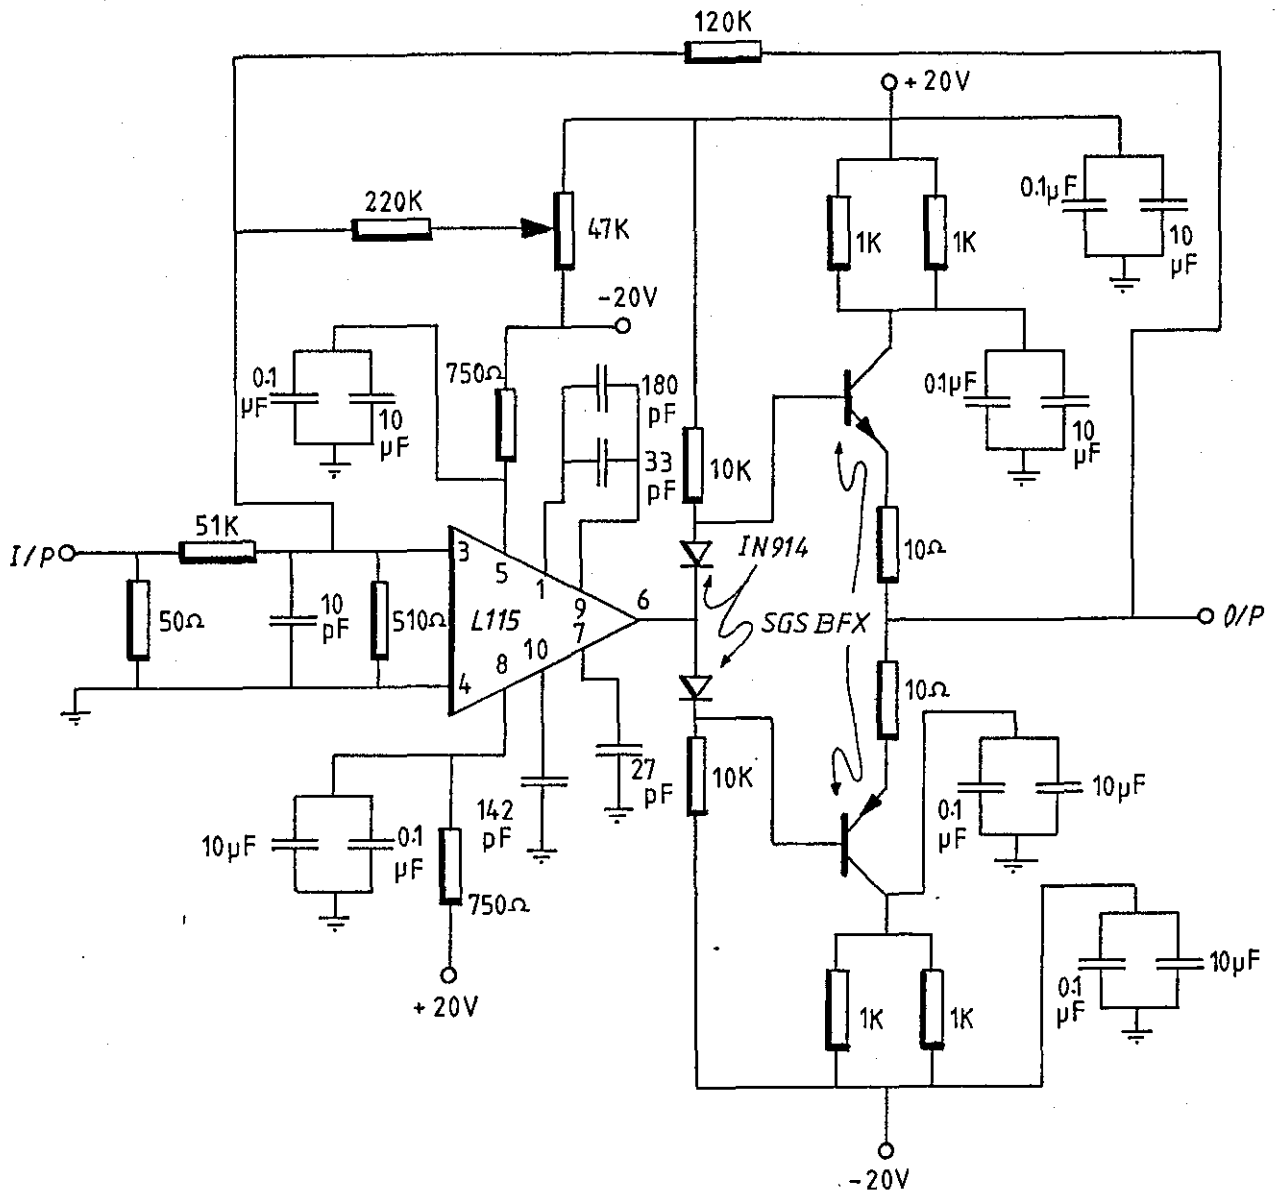 120K
+20V
220K
47K
0.1µF
10
µF
1K
1K
-20V
0.1
µF
10
µF
750Ω
180
pF
33
pF
0.1µF
10
µF
10K
51K
I/P
3
5
1
9
7
6
10
8
4
L115
50Ω
10
pF
510Ω
IN914
SGS BFX
10Ω
O/P
10Ω
10K
27
pF
142
pF
10µF
0.1
µF
750Ω
+20V
0.1
µF
10µF
0.1
µF
10µF
1K
1K
-20V